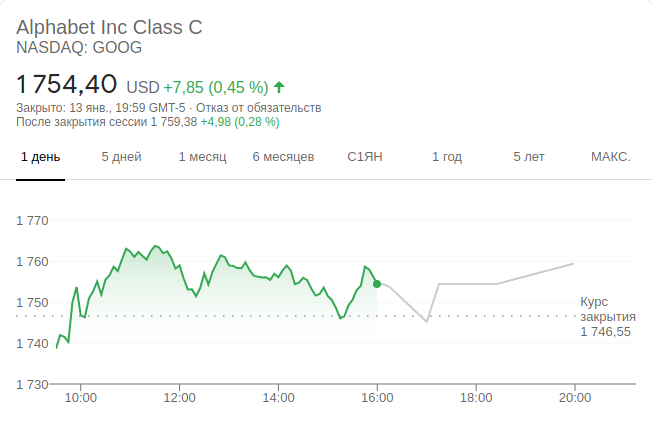 Alphabet Inc Class C
NASDAQ: GOOG
1 754,40 USD +7,85 (0,45 %)
Закрыто: 13 янв., 19:59 GMT-5 · Отказ от обязательств
После закрытия сессии 1 759,38 +4,98 (0,28 %)
1 день 5 дней 1 месяц 6 месяцев С1ЯН 1 год 5 лет МАКС.
1 770
1 760
1 750
Курс
закрытия
1 746,55
1 740
1 730
10:00 12:00 14:00 16:00 18:00 20:00